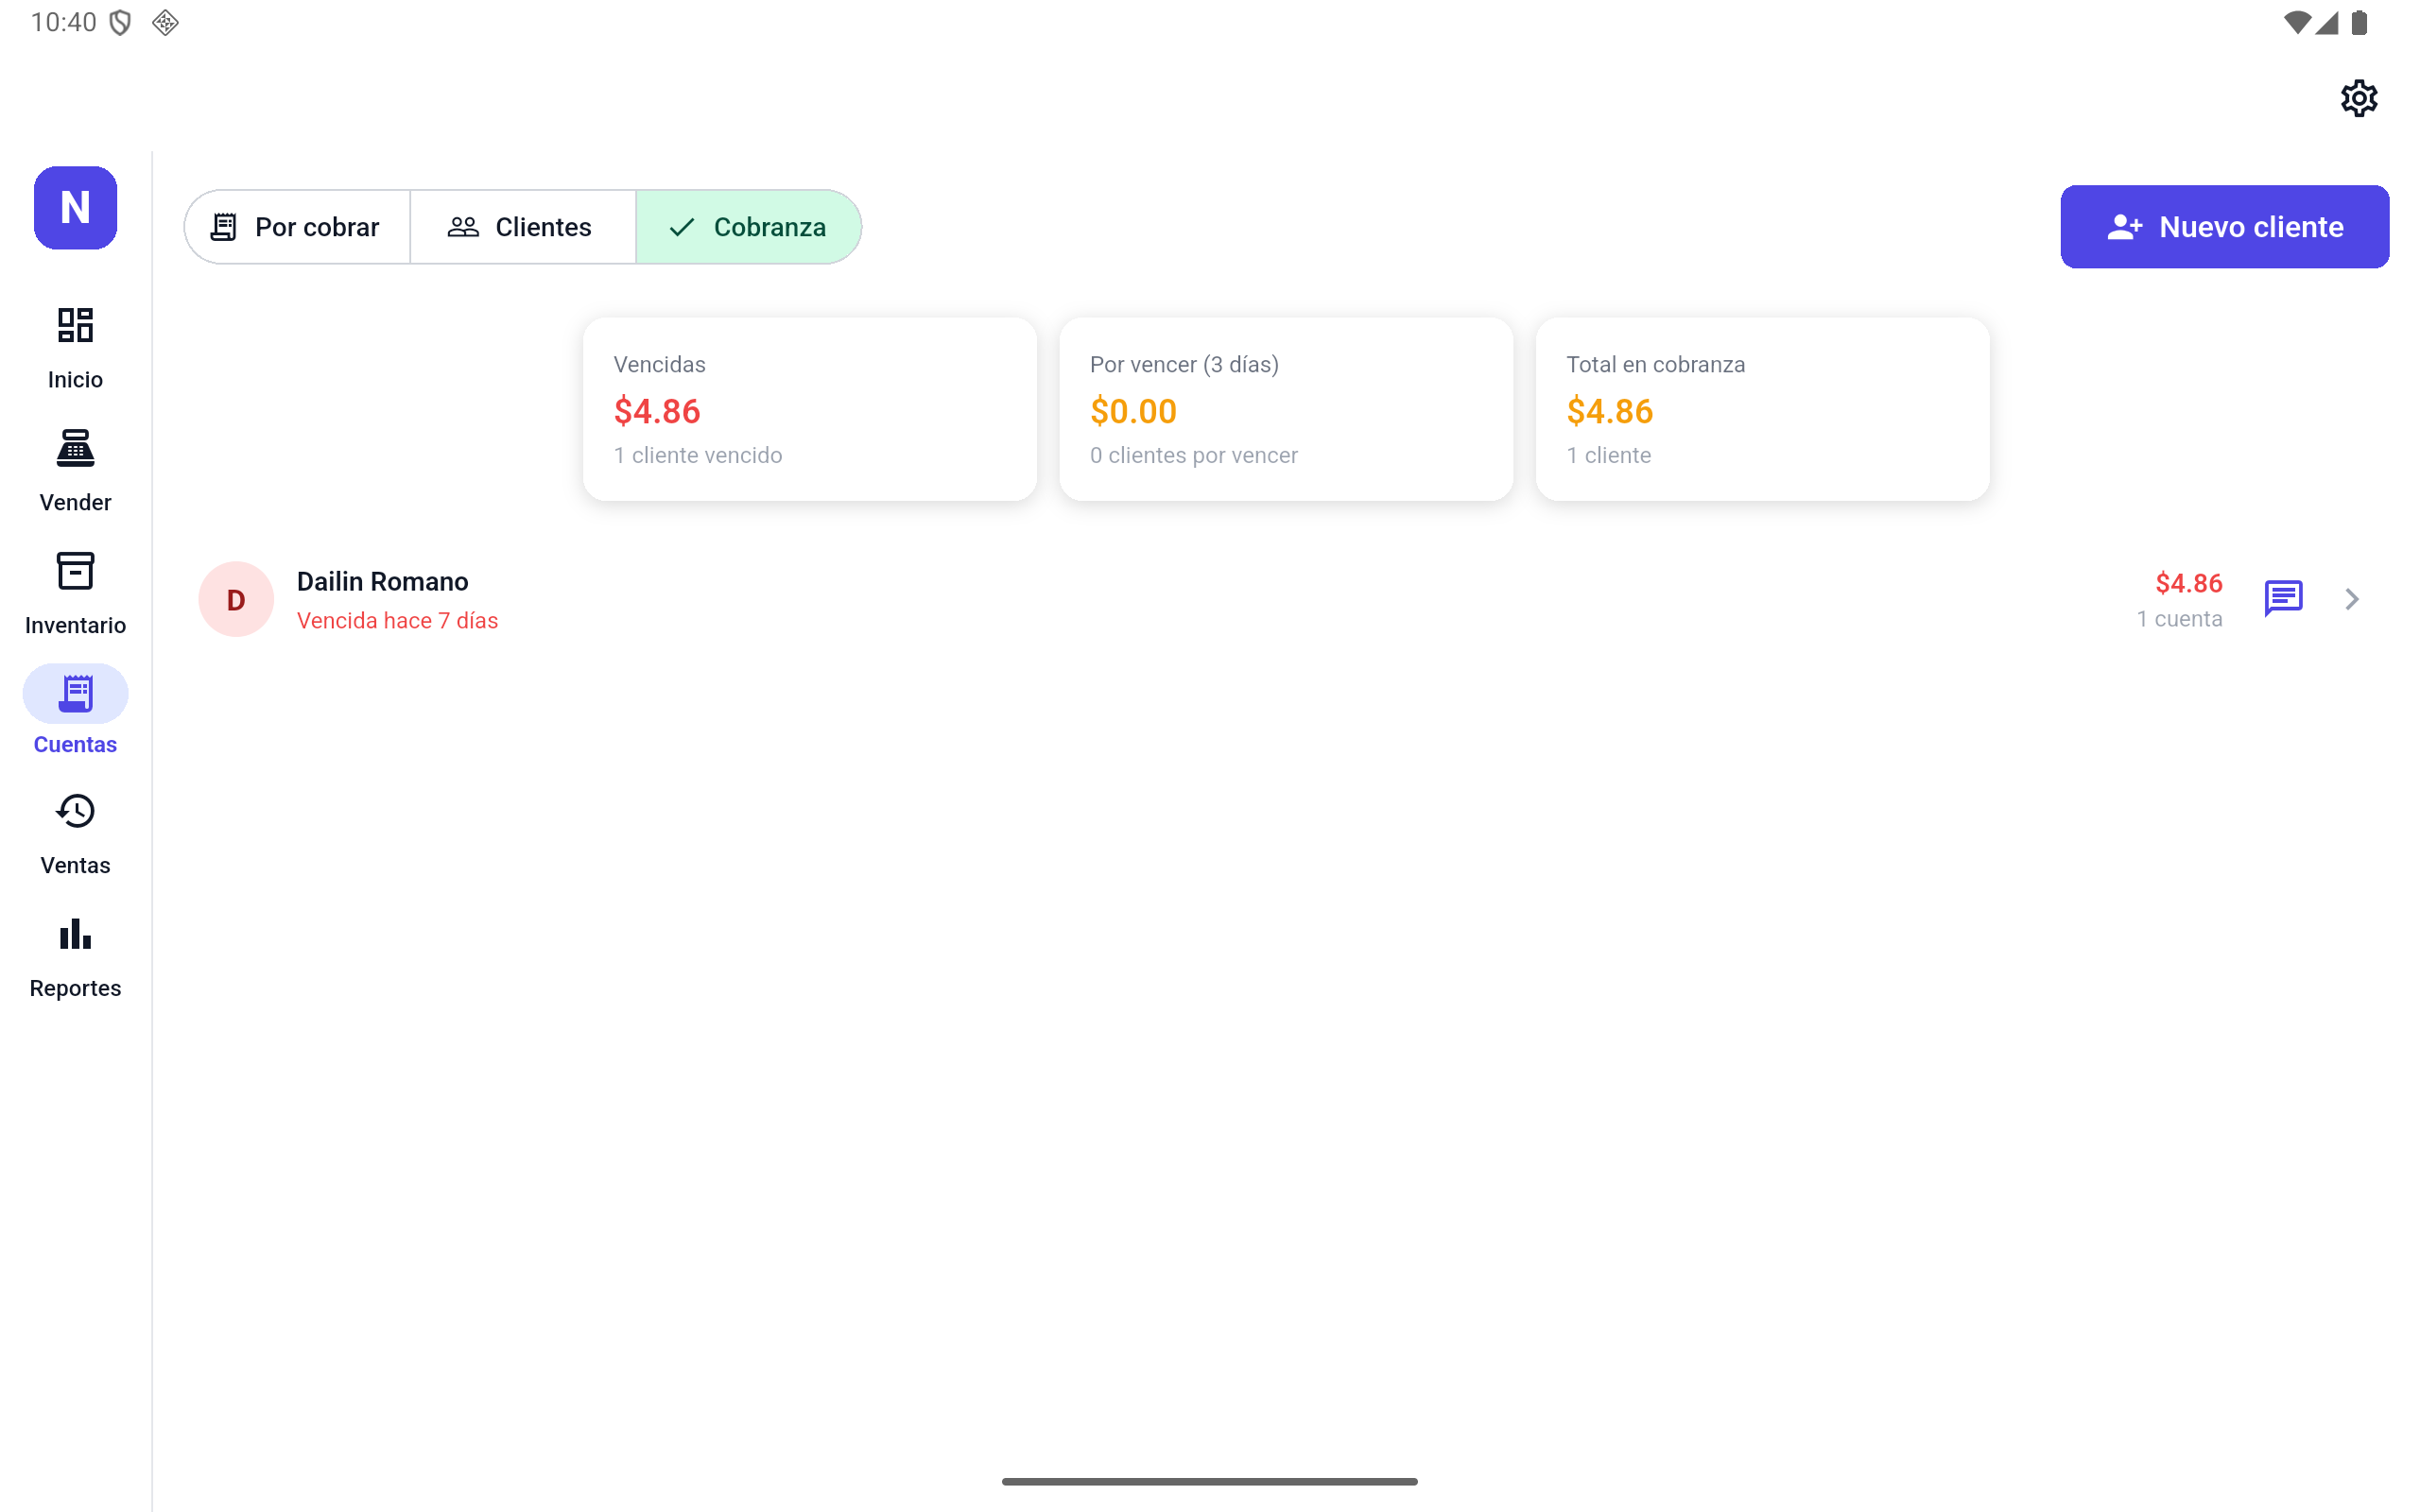 10:40
N
Por cobrar
Clientes
Cobranza
Nuevo cliente
Inicio
Vender
Inventario
Cuentas
Ventas
Reportes
Vencidas
$4.86
1 cliente vencido
Por vencer (3 días)
$0.00
0 clientes por vencer
Total en cobranza
$4.86
1 cliente
D
Dailin Romano
Vencida hace 7 días
$4.86
1 cuenta